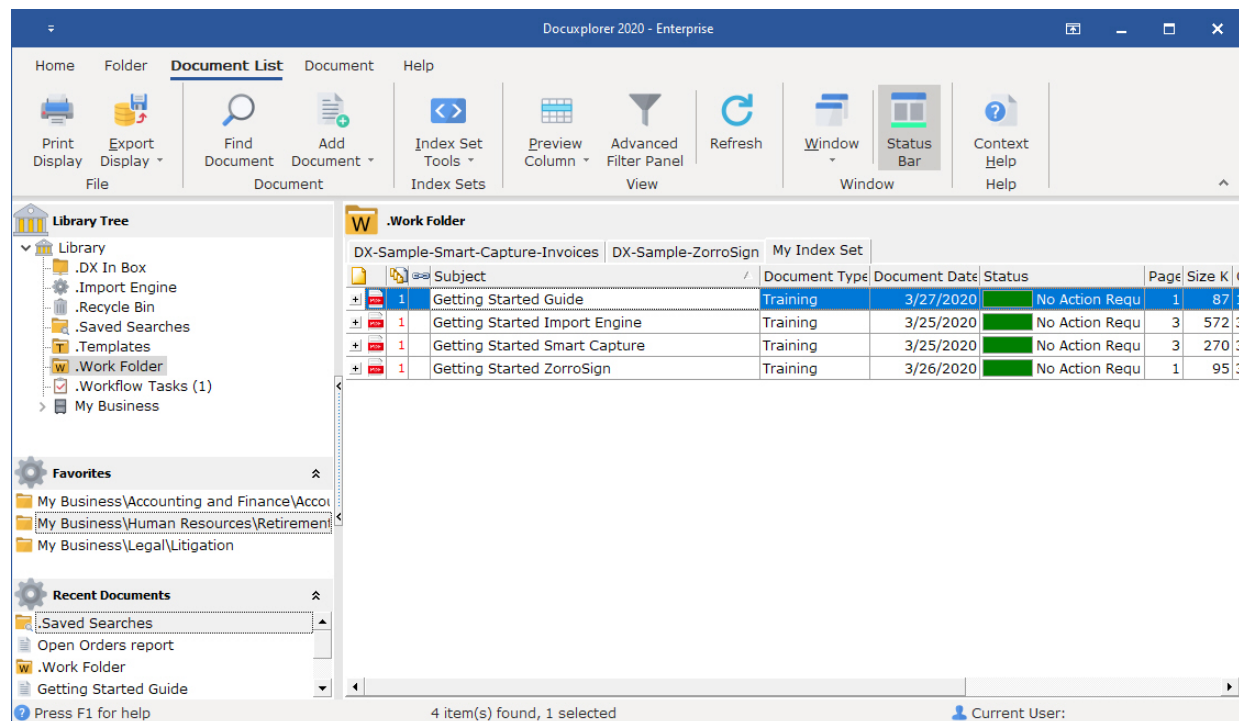 Docuxplorer 2020 - Enterprise
Home Folder Document List Document Help
Print Display
Export Display
Find Document
Add Document
Index Set Tools
Preview Column
Advanced Filter Panel
Refresh
Window
Status Bar
Context Help
File Document Index Sets View Window Help
Library Tree
Library
.DX In Box
.Import Engine
.Recycle Bin
.Saved Searches
T .Templates
W .Work Folder
.Workflow Tasks (1)
My Business
Favorites
My Business\Accounting and Finance\Accou
My Business\Human Resources\Retirement
My Business\Legal\Litigation
Recent Documents
.Saved Searches
Open Orders report
W .Work Folder
Getting Started Guide
W .Work Folder
DX-Sample-Smart-Capture-Invoices DX-Sample-ZorroSign My Index Set
Subject / Document Type Document Date Status Page Size K
+ 1 Getting Started Guide Training 3/27/2020 No Action Requ 1 87
+ 1 Getting Started Import Engine Training 3/25/2020 No Action Requ 3 572
+ 1 Getting Started Smart Capture Training 3/25/2020 No Action Requ 3 270
+ 1 Getting Started ZorroSign Training 3/26/2020 No Action Requ 1 95
? Press F1 for help 4 item(s) found, 1 selected Current User: